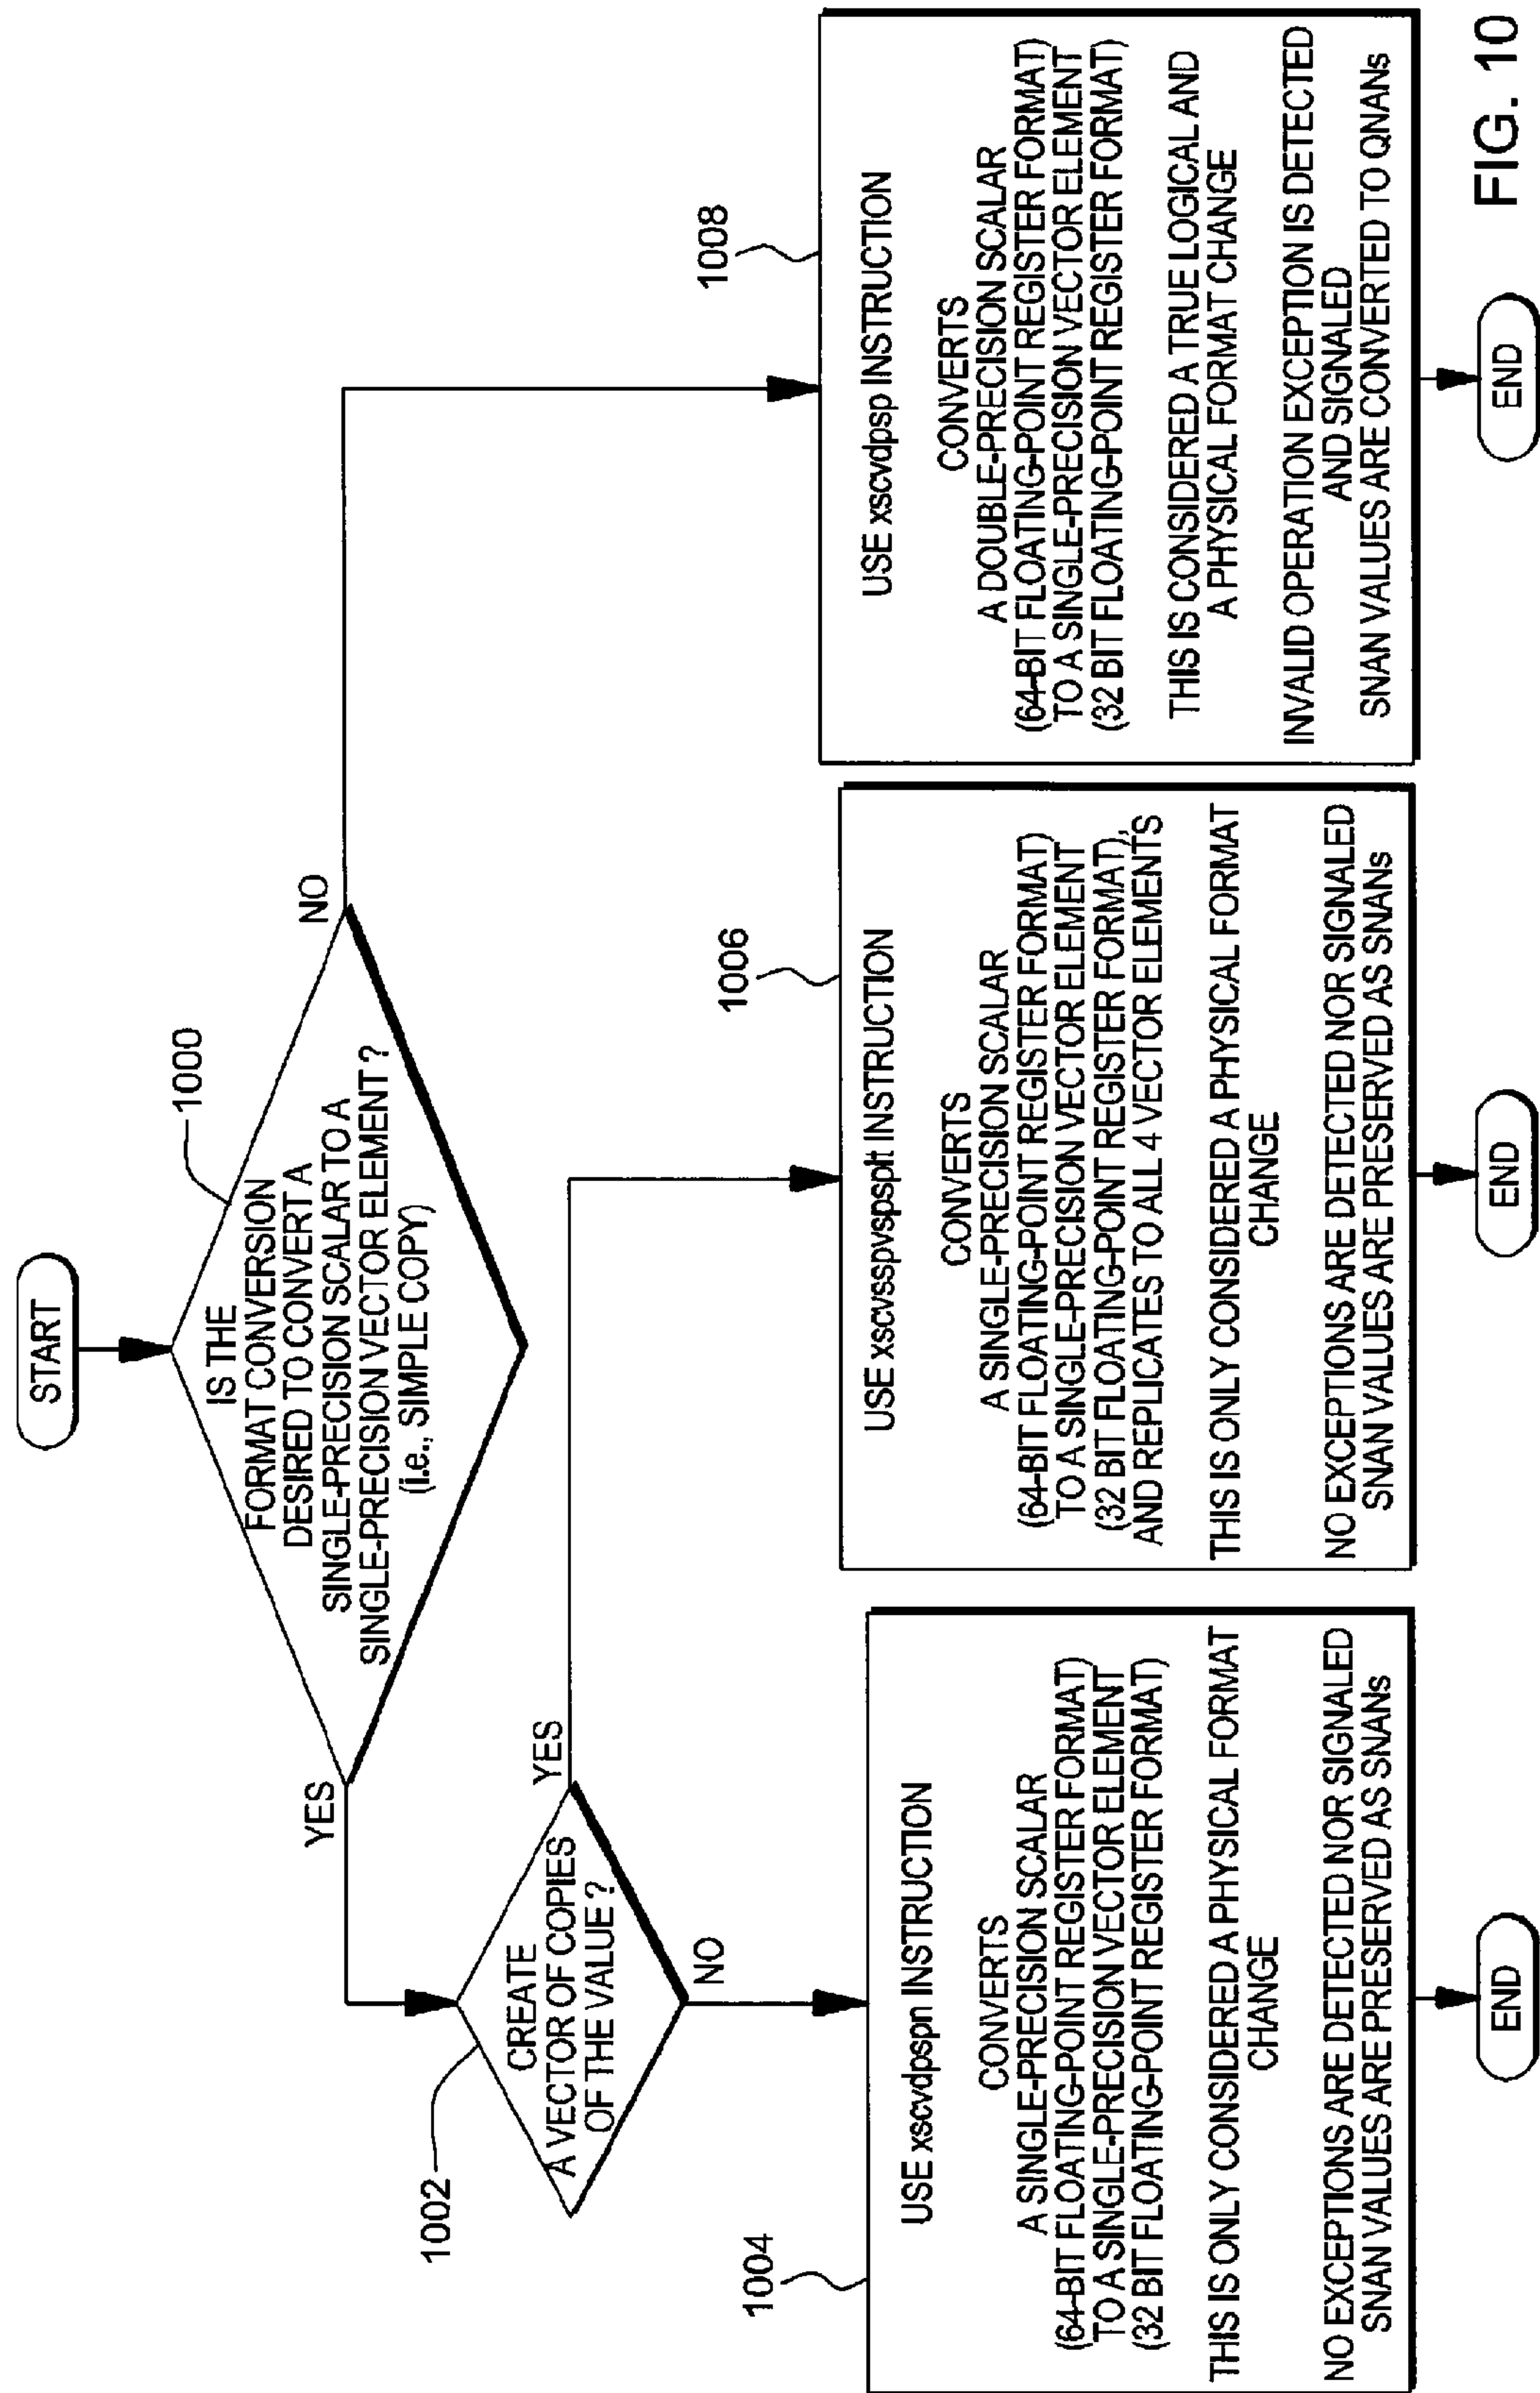 START
1000
IS THE
FORMAT CONVERSION
DESIRED TO CONVERT A
SINGLE-PRECISION SCALAR TO A
SINGLE-PRECISION VECTOR ELEMENT ?
(i.e., SIMPLE COPY)
YES
NO
1002
CREATE
A VECTOR OF COPIES
OF THE VALUE ?
YES
NO
1004
USE xscvdpspn INSTRUCTION
CONVERTS
A SINGLE-PRECISION SCALAR
(64-BIT FLOATING-POINT REGISTER FORMAT)
TO A SINGLE-PRECISION VECTOR ELEMENT
(32 BIT FLOATING-POINT REGISTER FORMAT)
THIS IS ONLY CONSIDERED A PHYSICAL FORMAT
CHANGE
NO EXCEPTIONS ARE DETECTED NOR SIGNALED
SNAN VALUES ARE PRESERVED AS SNANs
END
1006
USE xscvsspvspsplt INSTRUCTION
CONVERTS
A SINGLE-PRECISION SCALAR
(64-BIT FLOATING-POINT REGISTER FORMAT)
TO A SINGLE-PRECISION VECTOR ELEMENT
(32 BIT FLOATING-POINT REGISTER FORMAT),
AND REPLICATES TO ALL 4 VECTOR ELEMENTS
THIS IS ONLY CONSIDERED A PHYSICAL FORMAT
CHANGE
NO EXCEPTIONS ARE DETECTED NOR SIGNALED
SNAN VALUES ARE PRESERVED AS SNANs
END
1008
USE xscvdpsp INSTRUCTION
CONVERTS
A DOUBLE-PRECISION SCALAR
(64-BIT FLOATING-POINT REGISTER FORMAT)
TO A SINGLE-PRECISION VECTOR ELEMENT
(32 BIT FLOATING-POINT REGISTER FORMAT)
THIS IS CONSIDERED A TRUE LOGICAL AND
A PHYSICAL FORMAT CHANGE
INVALID OPERATION EXCEPTION IS DETECTED
AND SIGNALED
SNAN VALUES ARE CONVERTED TO QNANs
END
FIG. 10